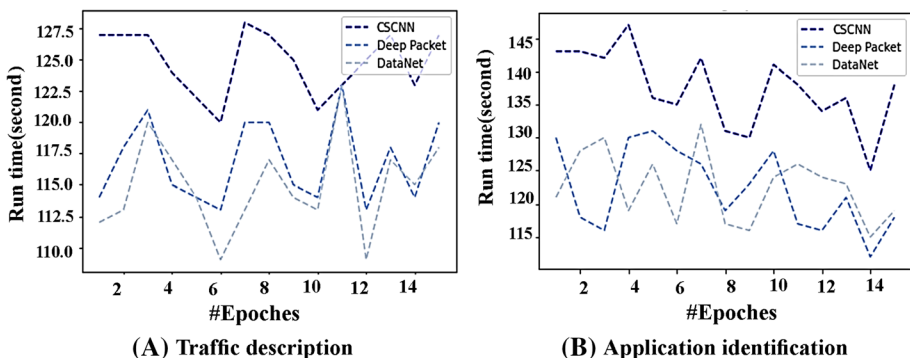 127.5
125.0
122.5
120.0
117.5
115.0
112.5
110.0
Run time(second)
CSCNN
Deep Packet
DataNet
2 4 6 8 10 12 14
#Epoches
(A) Traffic description
145
140
135
130
125
120
115
Run time(second)
CSCNN
Deep Packet
DataNet
2 4 6 8 10 12 14
#Epoches
(B) Application identification